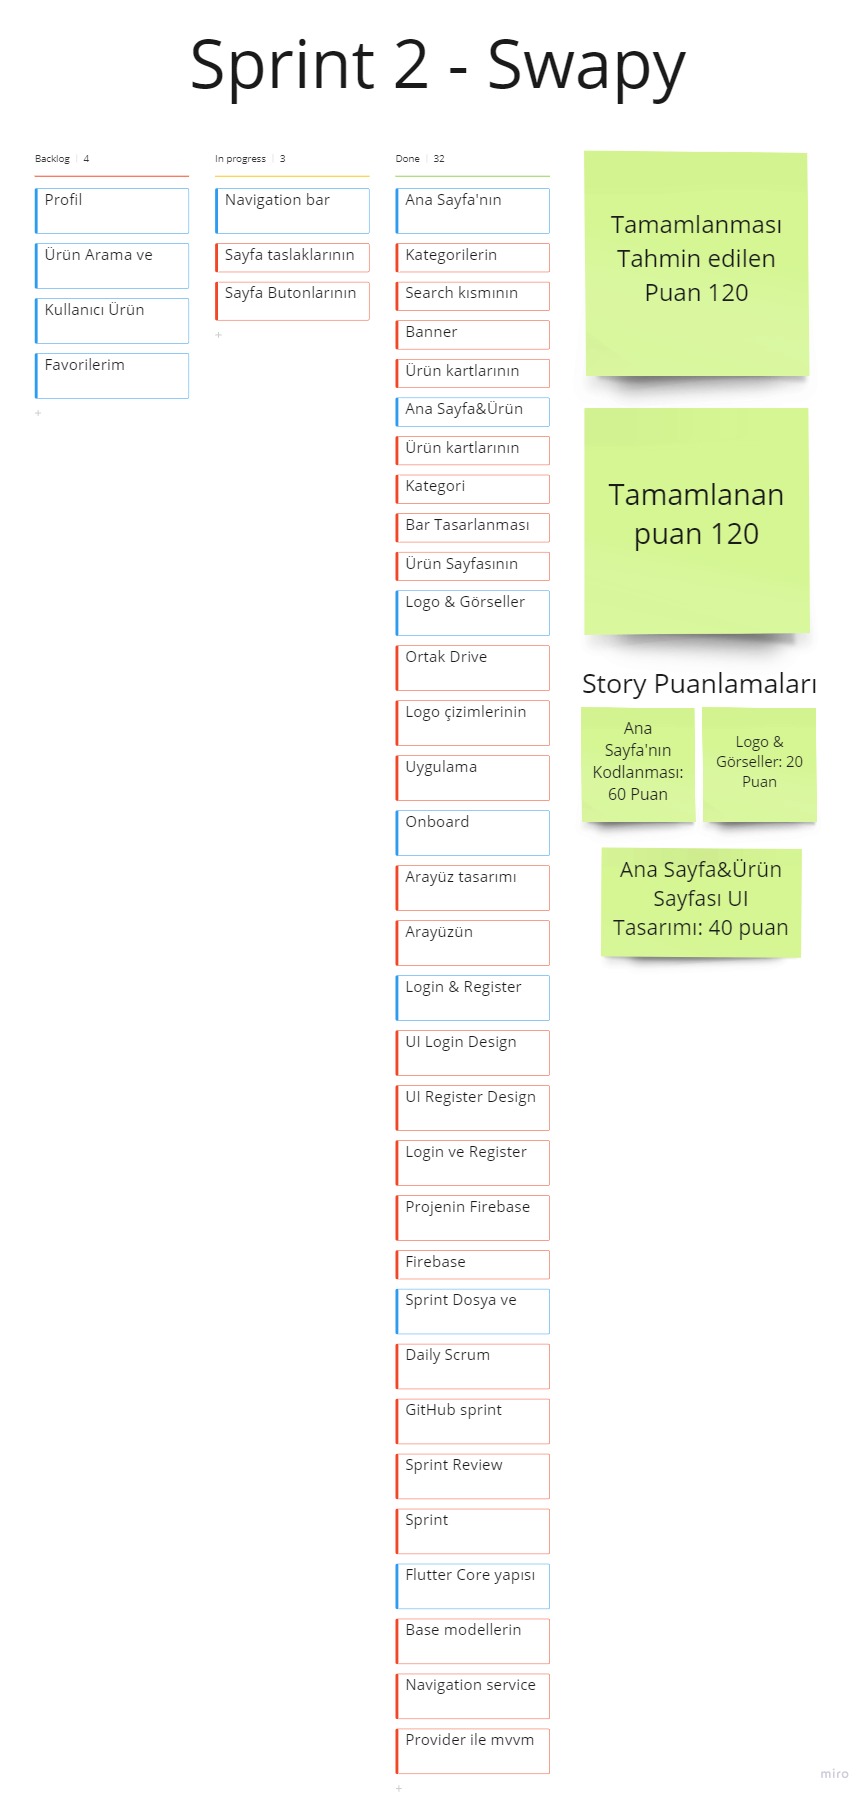 Sprint 2 - Swapy
Backlog 4
Profil
Ürün Arama ve
Kullanıcı Ürün
Favorilerim
+
In progress 3
Navigation bar
Sayfa taslaklarının
Sayfa Butonlarının
+
Done 32
Ana Sayfa'nın
Kategorilerin
Search kısmının
Banner
Ürün kartlarının
Ana Sayfa&Ürün
Ürün kartlarının
Kategori
Bar Tasarlanması
Ürün Sayfasının
Logo & Görseller
Ortak Drive
Logo çizimlerinin
Uygulama
Onboard
Arayüz tasarımı
Arayüzün
Login & Register
UI Login Design
UI Register Design
Login ve Register
Projenin Firebase
Firebase
Sprint Dosya ve
Daily Scrum
GitHub sprint
Sprint Review
Sprint
Flutter Core yapısı
Base modellerin
Navigation service
Provider ile mvvm
+
Tamamlanması
Tahmin edilen
Puan 120
Tamamlanan
puan 120
Story Puanlamaları
Ana
Sayfa'nın
Kodlanması:
60 Puan
Logo &
Görseller: 20
Puan
Ana Sayfa&Ürün
Sayfası UI
Tasarımı: 40 puan
miro